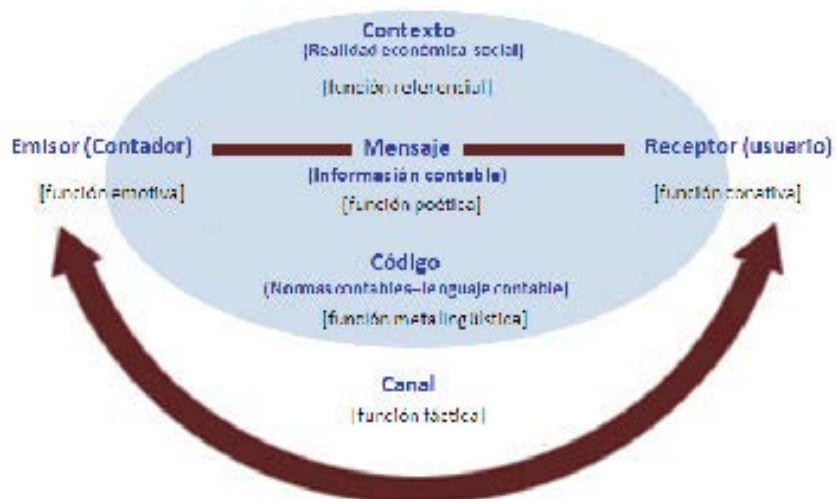 Contexto
(Realidad económica-social)
[función referencial]
Emisor (Contador)
Mensaje
Receptor (usuario)
(Información contable)
[función emotiva]
[función poética]
[función conativa]
Código
(Normas contables–lenguaje contable)
[función metalingüística]
Canal
[función fáctica]